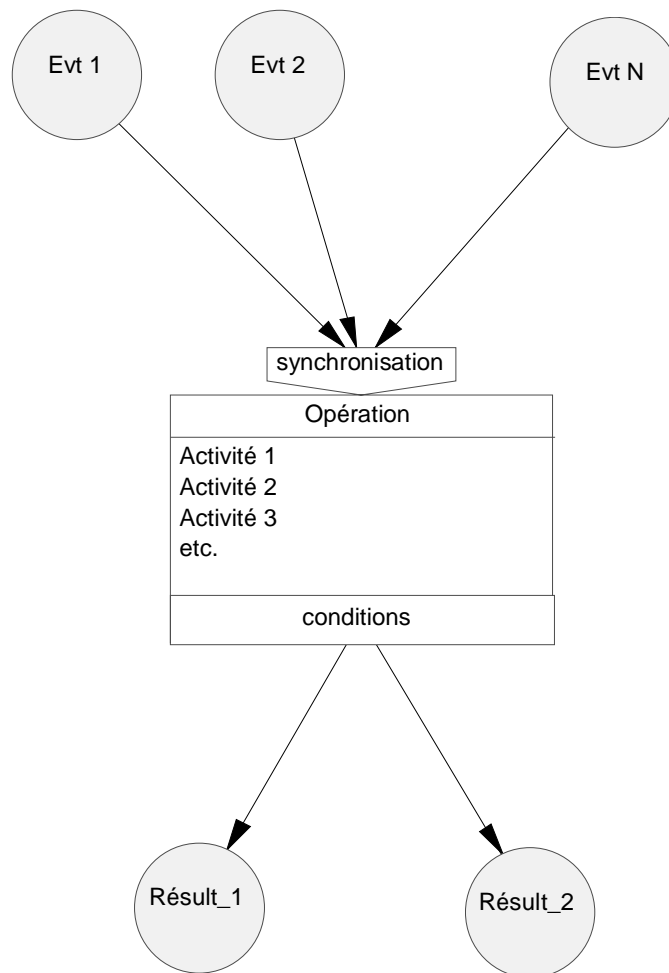 Evt 1
Evt 2
Evt N
synchronisation
Opération
Activité 1
Activité 2
Activité 3
etc.
conditions
Résult_1
Résult_2